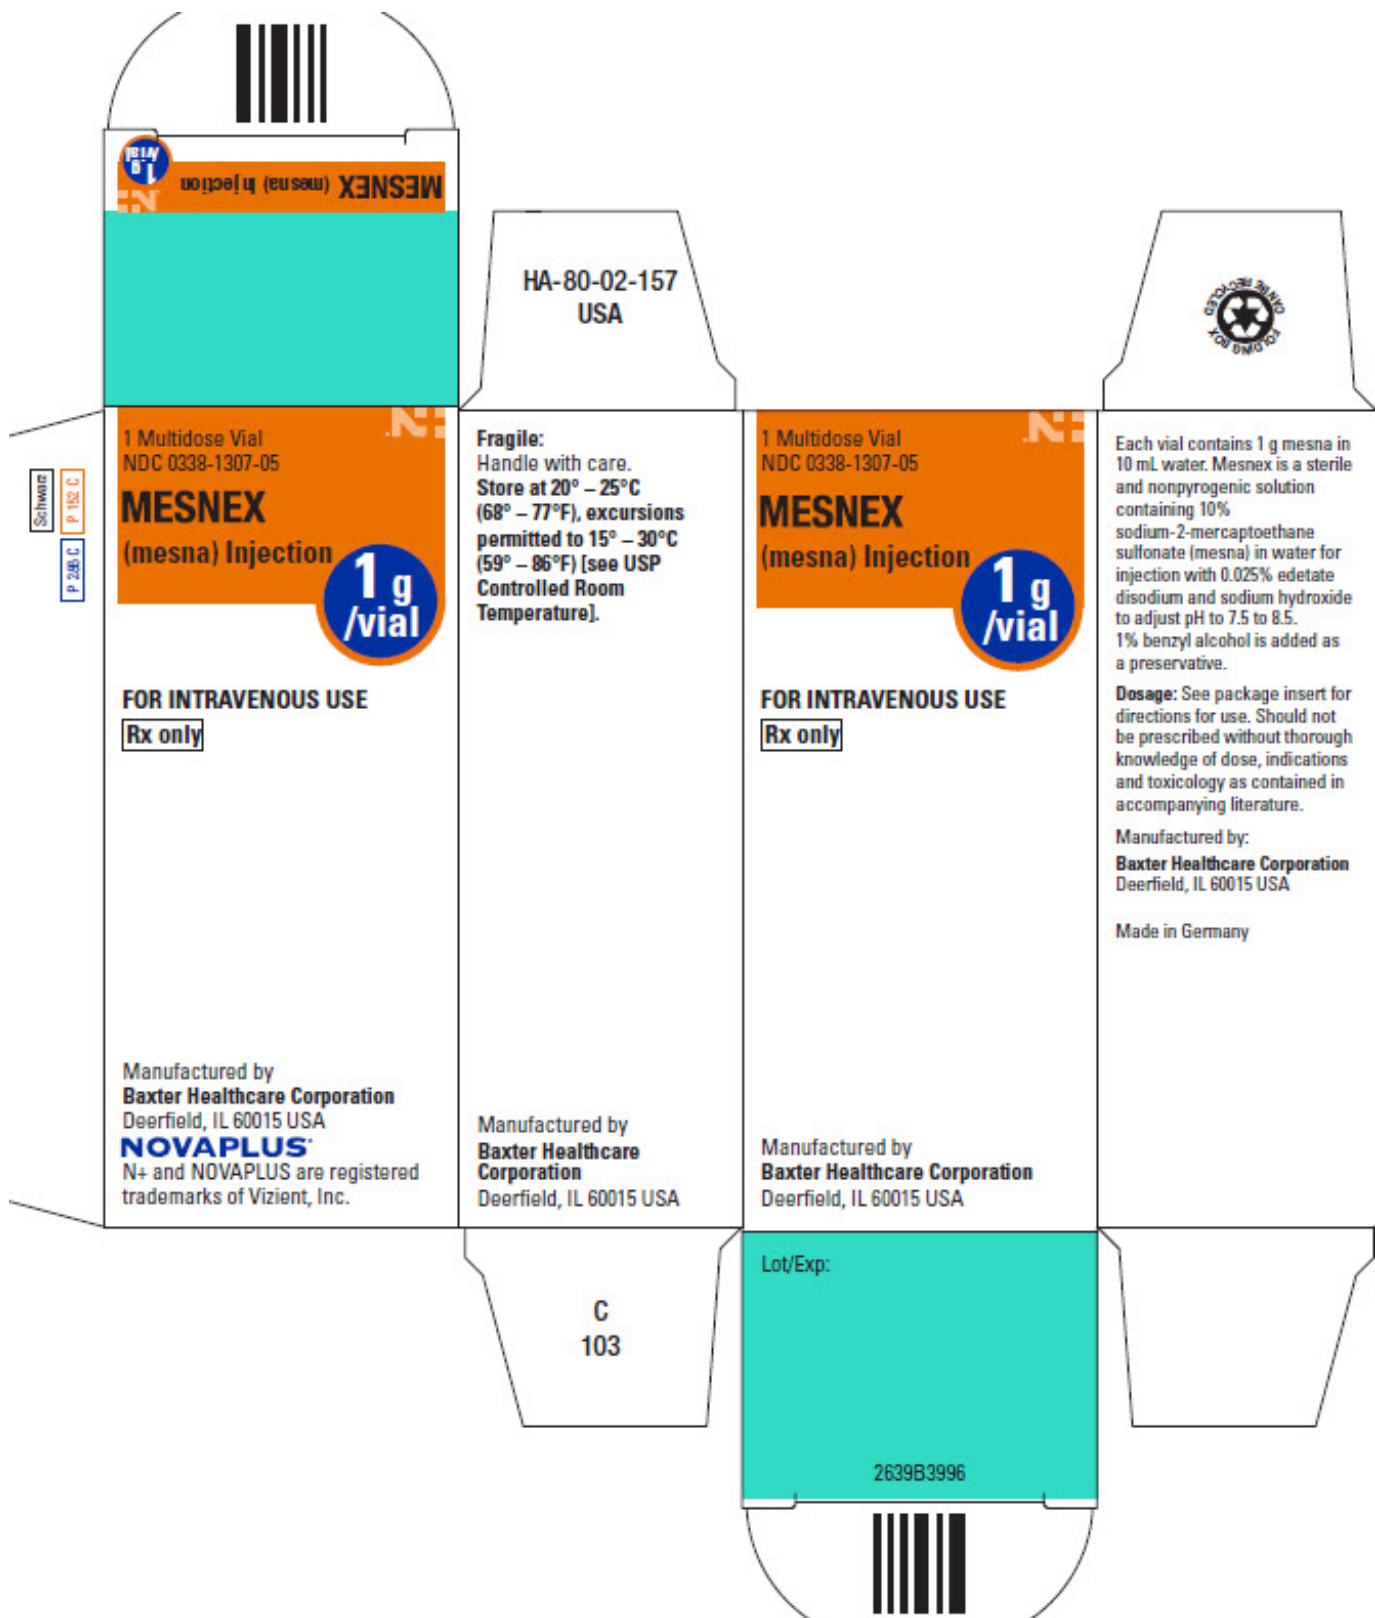 1 g
/vial
MESNEX (mesna) Injection
HA-80-02-157
USA
FOLDING BOX
CAN BE RECYCLED
Schwarz
P 152 C
P 293 C
1 Multidose Vial
NDC 0338-1307-05
MESNEX
(mesna) Injection
1 g
/vial
FOR INTRAVENOUS USE
Rx only
Manufactured by
Baxter Healthcare Corporation
Deerfield, IL 60015 USA
NOVAPLUS®
N+ and NOVAPLUS are registered
trademarks of Vizient, Inc.
Fragile:
Handle with care.
Store at 20° – 25°C
(68° – 77°F), excursions
permitted to 15° – 30°C
(59° – 86°F) [see USP
Controlled Room
Temperature].
Manufactured by
Baxter Healthcare
Corporation
Deerfield, IL 60015 USA
1 Multidose Vial
NDC 0338-1307-05
MESNEX
(mesna) Injection
1 g
/vial
FOR INTRAVENOUS USE
Rx only
Manufactured by
Baxter Healthcare Corporation
Deerfield, IL 60015 USA
Each vial contains 1 g mesna in
10 mL water. Mesnex is a sterile
and nonpyrogenic solution
containing 10%
sodium-2-mercaptoethane
sulfonate (mesna) in water for
injection with 0.025% edetate
disodium and sodium hydroxide
to adjust pH to 7.5 to 8.5.
1% benzyl alcohol is added as
a preservative.
Dosage: See package insert for
directions for use. Should not
be prescribed without thorough
knowledge of dose, indications
and toxicology as contained in
accompanying literature.
Manufactured by:
Baxter Healthcare Corporation
Deerfield, IL 60015 USA
Made in Germany
C
103
Lot/Exp:
2639B3996